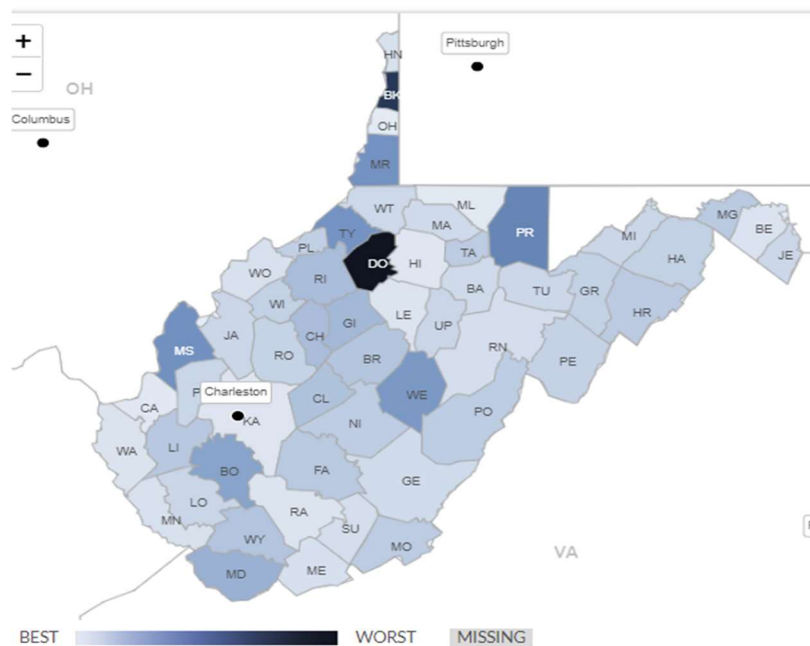 +
−
Pittsburgh
OH
Columbus
HN
BK
OH
MR
WT
ML
MA
PR
TY
PL
DO
HI
TA
MI
MG
BE
JE
HA
WO
RI
BA
TU
GR
WI
GI
LE
UP
HR
JA
CH
RN
MS
RO
BR
PE
P
Charleston
CL
WE
CA
KA
NI
PO
WA
LI
BO
FA
GE
LO
RA
MN
SU
WY
MO
VA
MD
ME
BEST
WORST
MISSING